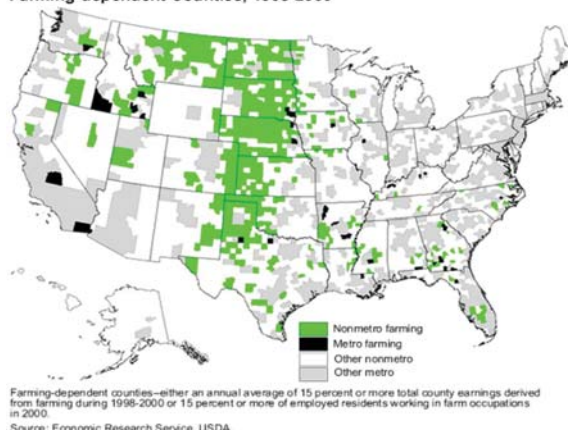 Farming-dependent counties, 1998-2000
Nonmetro farming
Metro farming
Other nonmetro
Other metro
Farming-dependent counties--either an annual average of 15 percent or more total county earnings derived
from farming during 1998-2000 or 15 percent or more of employed residents working in farm occupations
in 2000.
Source: Economic Research Service, USDA